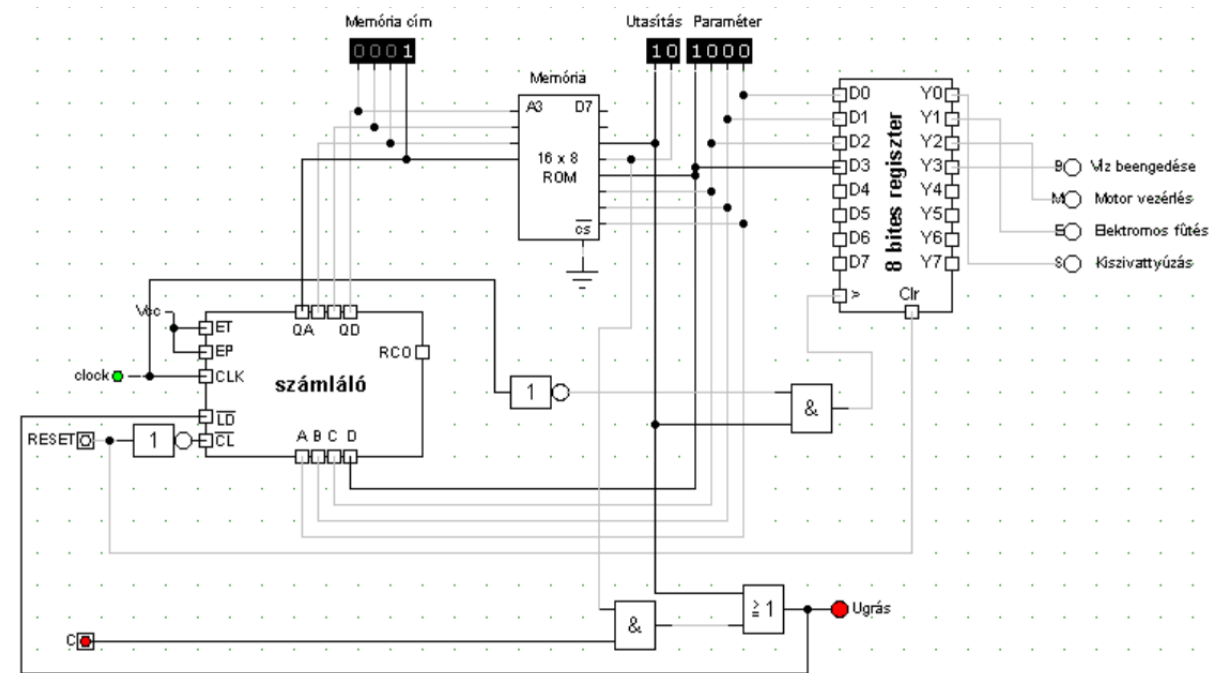 Memória cím
Utasítás
Paraméter
0001
10
1000
Memória
A3 D7
16 x 8
ROM
cs
D0 Y0
D1 Y1
D2 Y2
D3 Y3
D4 Y4
D5 Y5
D6 Y6
D7 Y7
> Clr
8 bites regiszter
B Víz beengedése
M Motor vezérlés
E Elektromos fűtés
S Kiszivattyúzás
Vcc
ET
EP
clock
CLK
LD
RESET
1
CL
QA QD
RCO
számláló
A B C D
1
&
C
&
≥1
Ugrás